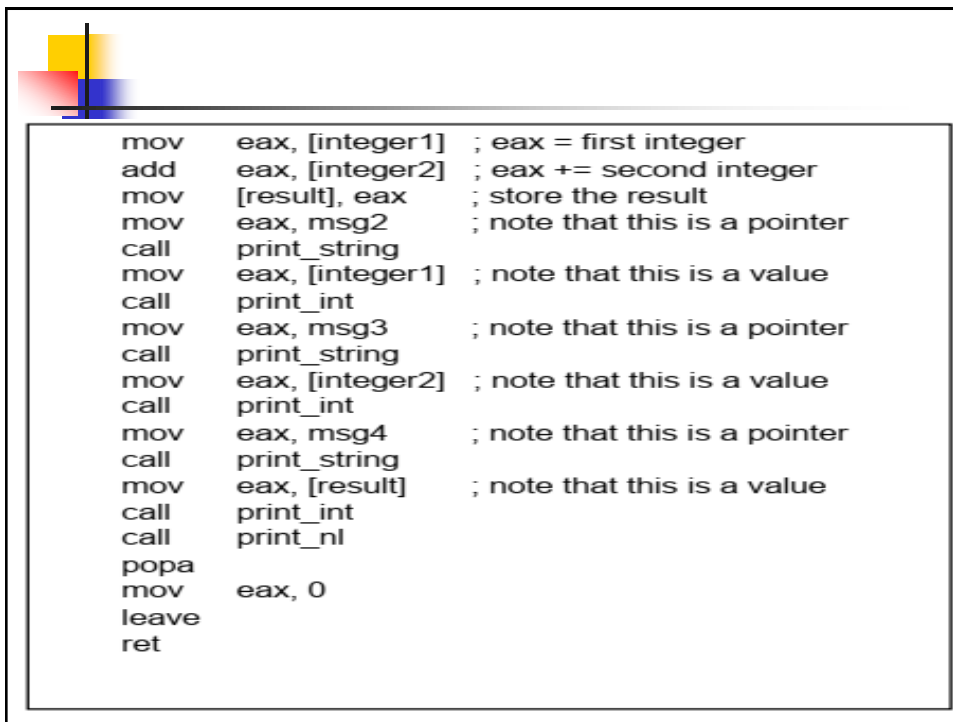 mov eax, [integer1] ; eax = first integer
add eax, [integer2] ; eax += second integer
mov [result], eax ; store the result
mov eax, msg2 ; note that this is a pointer
call print_string
mov eax, [integer1] ; note that this is a value
call print_int
mov eax, msg3 ; note that this is a pointer
call print_string
mov eax, [integer2] ; note that this is a value
call print_int
mov eax, msg4 ; note that this is a pointer
call print_string
mov eax, [result] ; note that this is a value
call print_int
call print_nl
popa
mov eax, 0
leave
ret